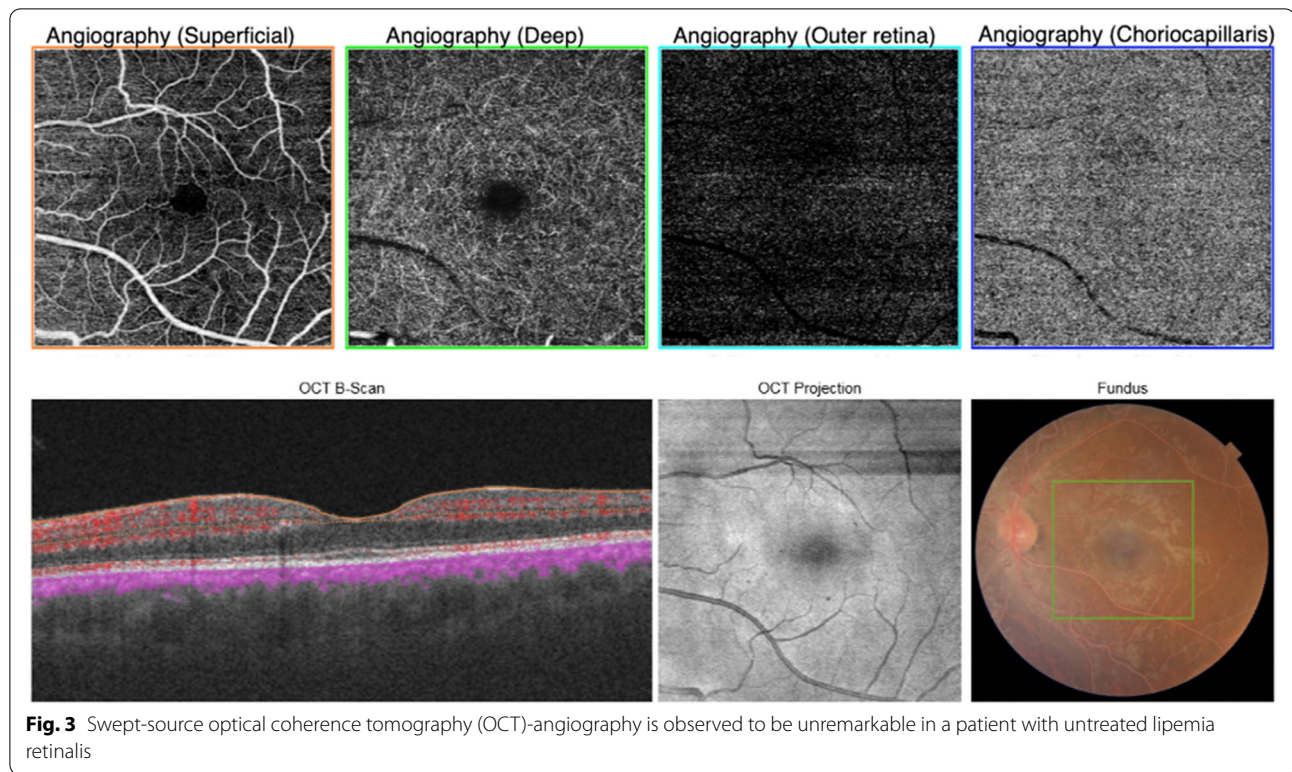 Angiography (Superficial)
Angiography (Deep)
Angiography (Outer retina)
Angiography (Choriocapillaris)
OCT B-Scan
OCT Projection
Fundus
Fig. 3 Swept-source optical coherence tomography (OCT)-angiography is observed to be unremarkable in a patient with untreated lipemia
retinalis